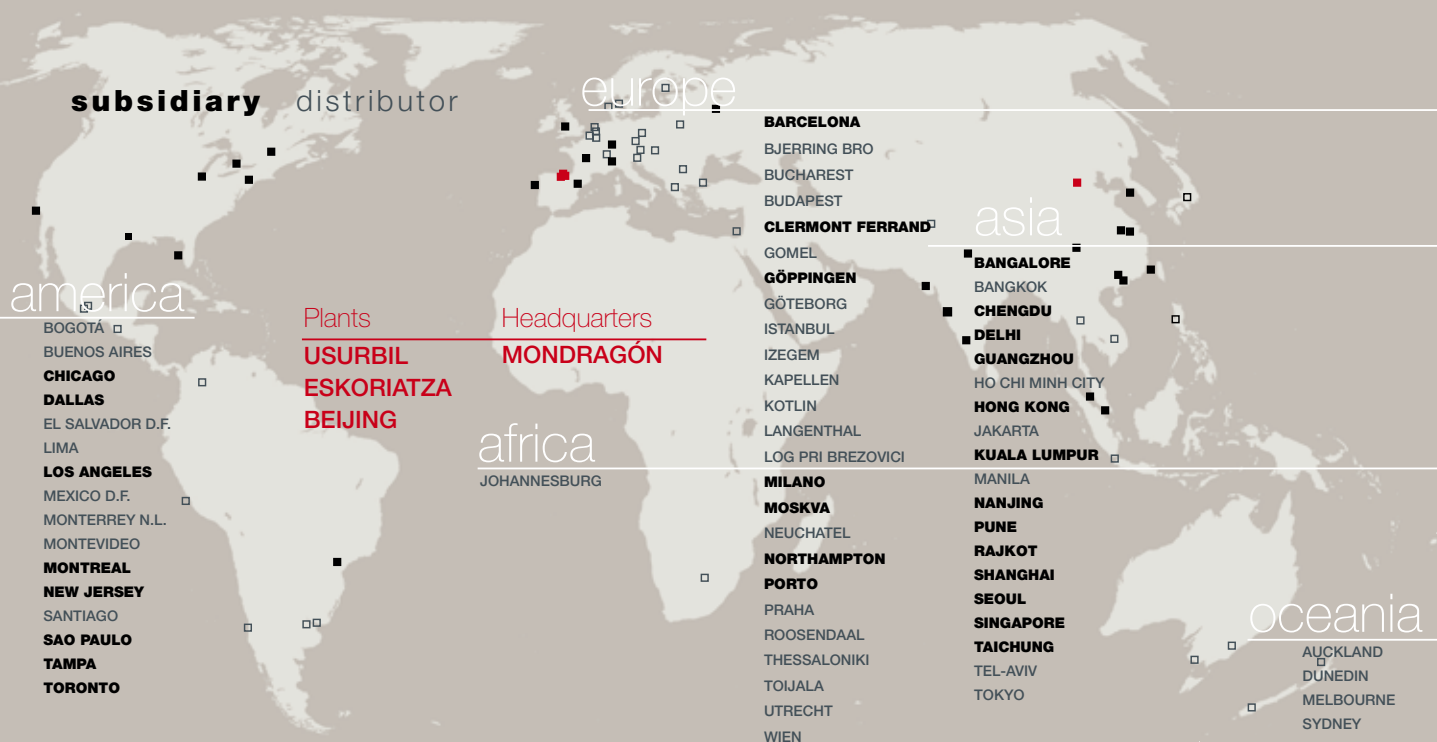 subsidiary distributor
america
BOGOTÁ
BUENOS AIRES
CHICAGO
DALLAS
EL SALVADOR D.F.
LIMA
LOS ANGELES
MEXICO D.F.
MONTERREY N.L.
MONTEVIDEO
MONTREAL
NEW JERSEY
SANTIAGO
SAO PAULO
TAMPA
TORONTO
Plants
USURBIL
ESKORIATZA
BEIJING
Headquarters
MONDRAGÓN
africa
JOHANNESBURG
europe
BARCELONA
BJERRING BRO
BUCHAREST
BUDAPEST
CLERMONT FERRAND
GOMEL
GÖPPINGEN
GÖTEBORG
ISTANBUL
IZEGEM
KAPELLEN
KOTLIN
LANGENTHAL
LOG PRI BREZOVICI
MILANO
MOSKVA
NEUCHATEL
NORTHAMPTON
PORTO
PRAHA
ROOSENDAAL
THESSALONIKI
TOIJALA
UTRECHT
WIEN
asia
BANGALORE
BANGKOK
CHENGDU
DELHI
GUANGZHOU
HO CHI MINH CITY
HONG KONG
JAKARTA
KUALA LUMPUR
MANILA
NANJING
PUNE
RAJKOT
SHANGHAI
SEOUL
SINGAPORE
TAICHUNG
TEL-AVIV
TOKYO
oceania
AUCKLAND
DUNEDIN
MELBOURNE
SYDNEY